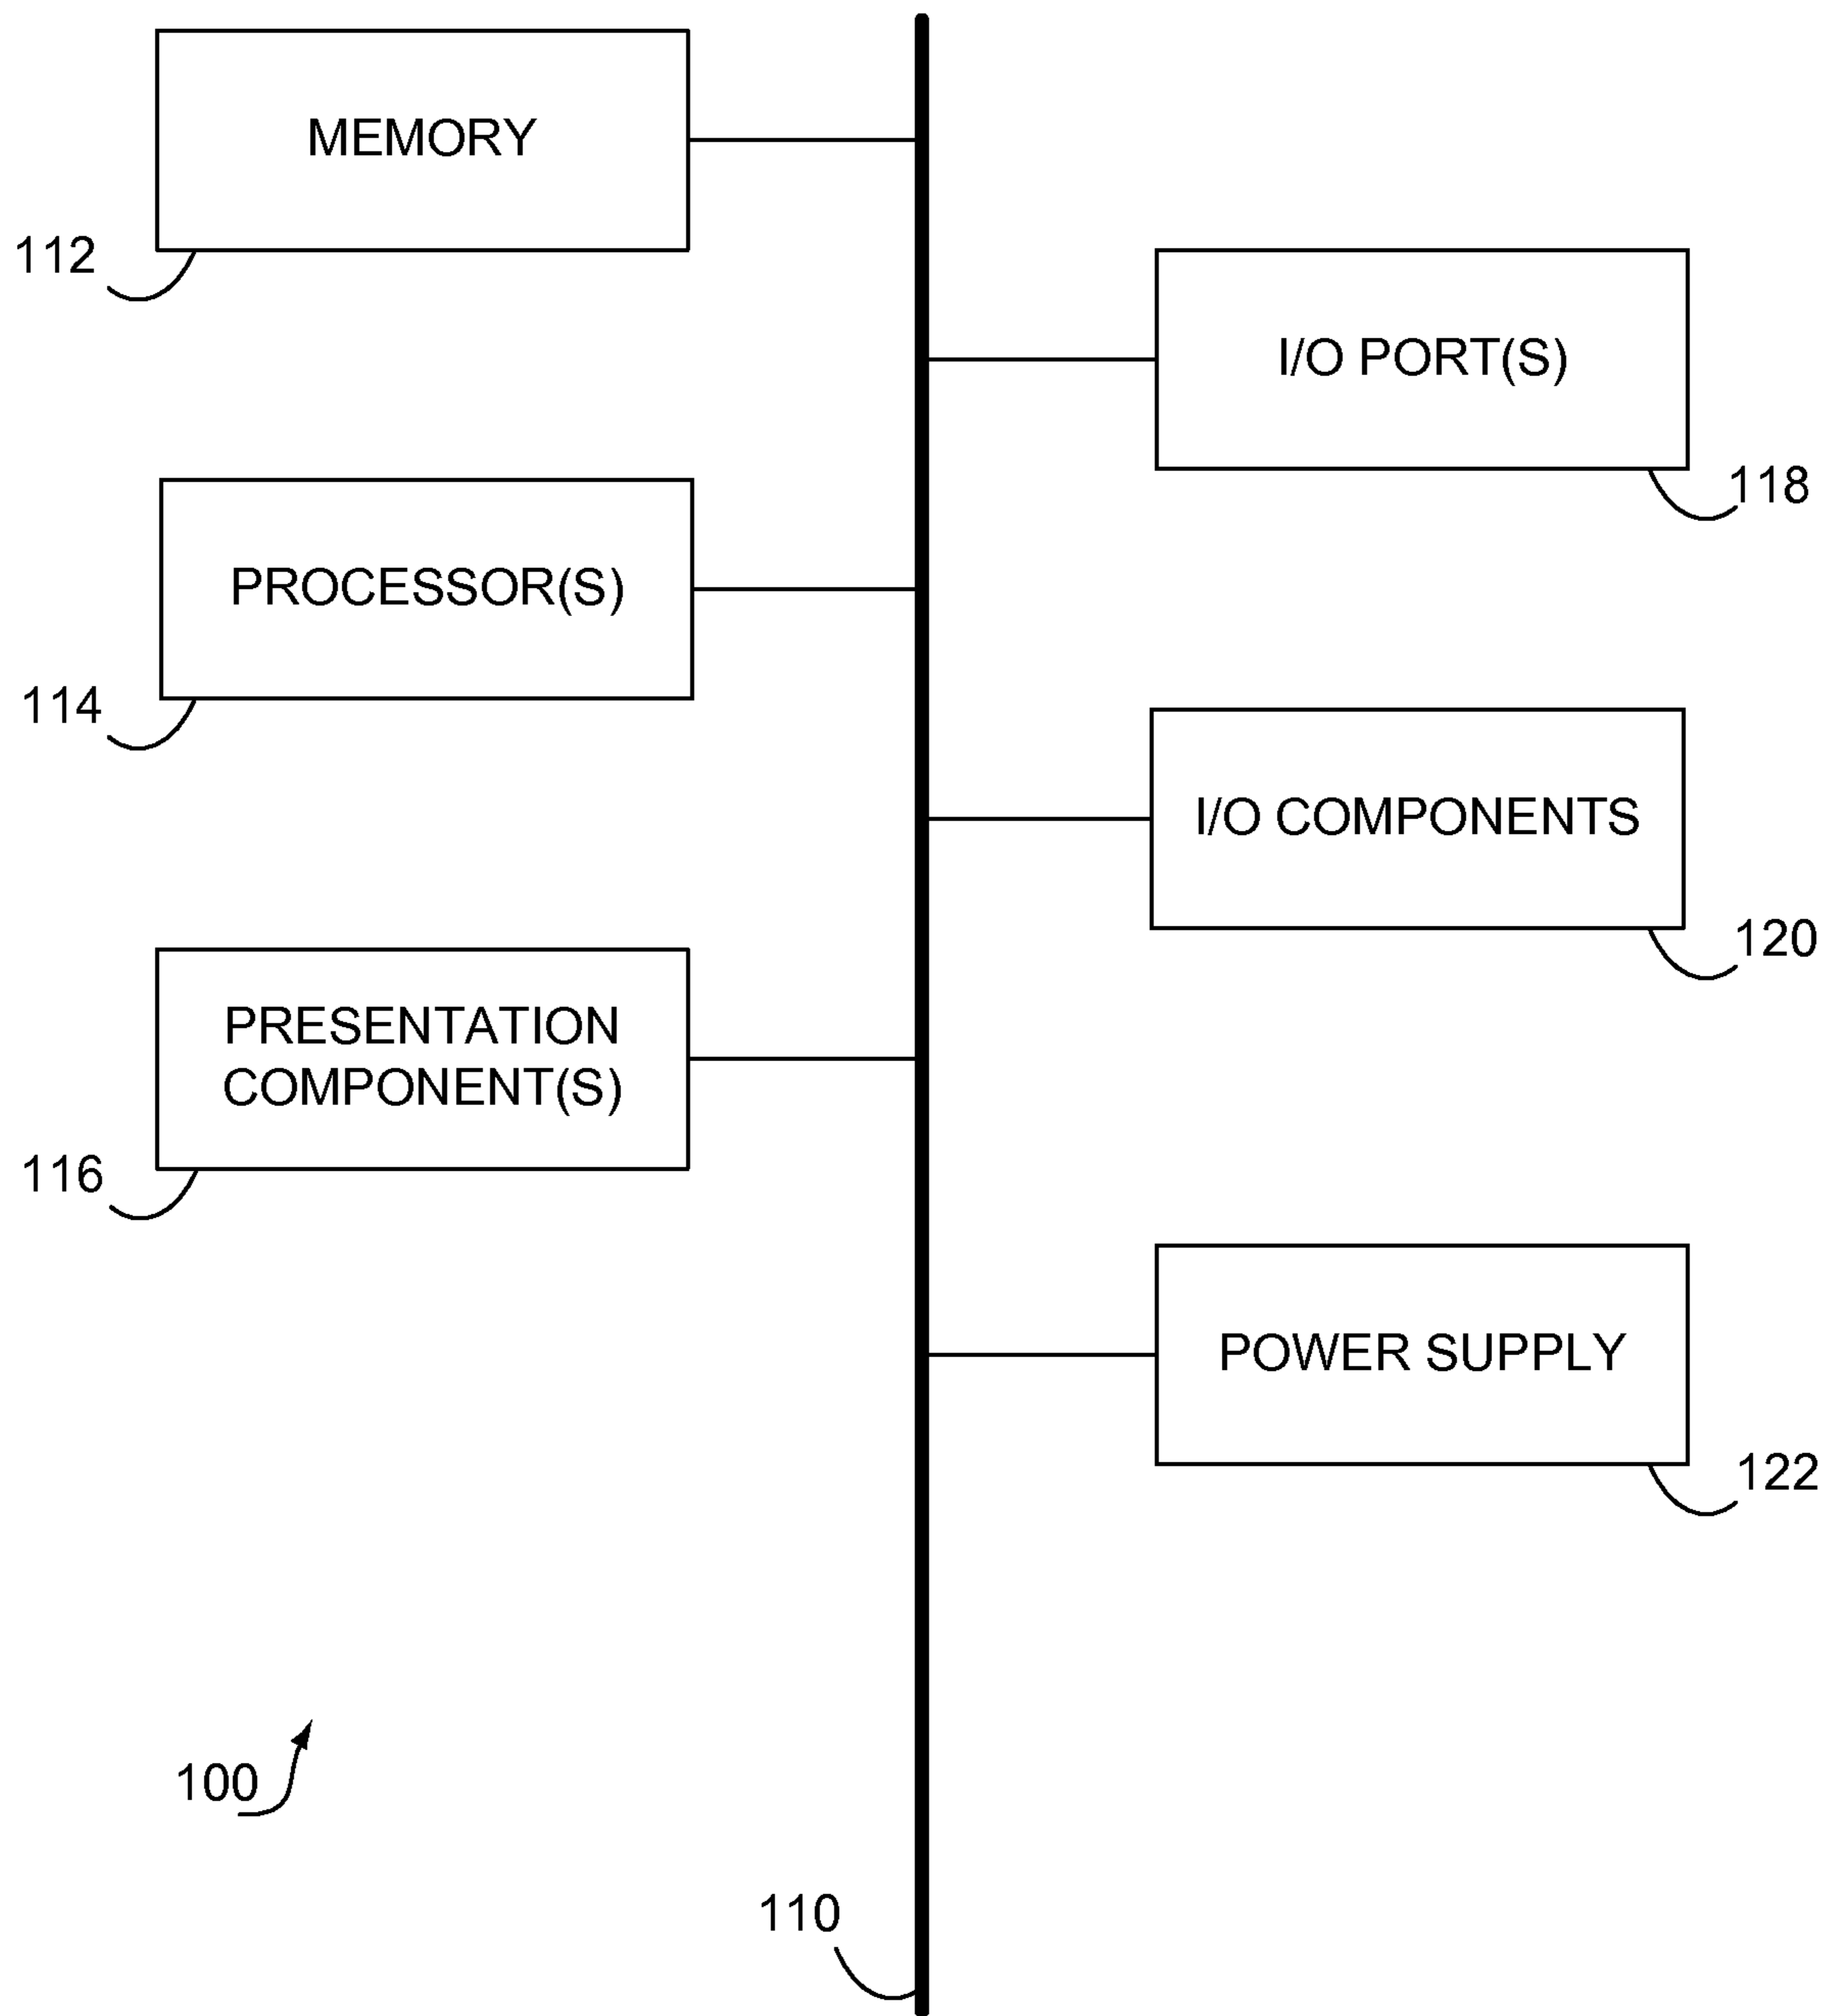 MEMORY
112
I/O PORT(S)
118
PROCESSOR(S)
114
I/O COMPONENTS
120
PRESENTATION
COMPONENT(S)
116
POWER SUPPLY
122
100
110